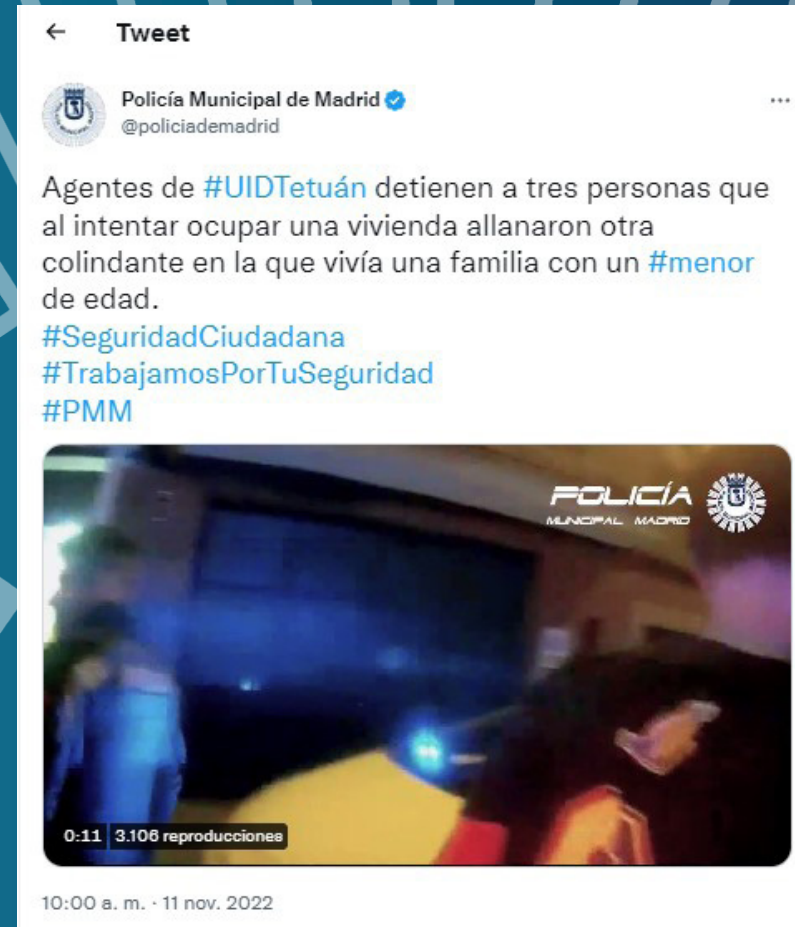 Tweet
Policía Municipal de Madrid
@policiademadrid
Agentes de #UIDTetuán detienen a tres personas que
al intentar ocupar una vivienda allanaron otra
colindante en la que vivía una familia con un #menor
de edad.
#SeguridadCiudadana
#TrabajamosPorTuSeguridad
#PMM
POLICÍA
MUNICIPAL MADRID
0:11 3.106 reproducciones
10:00 a. m. · 11 nov. 2022